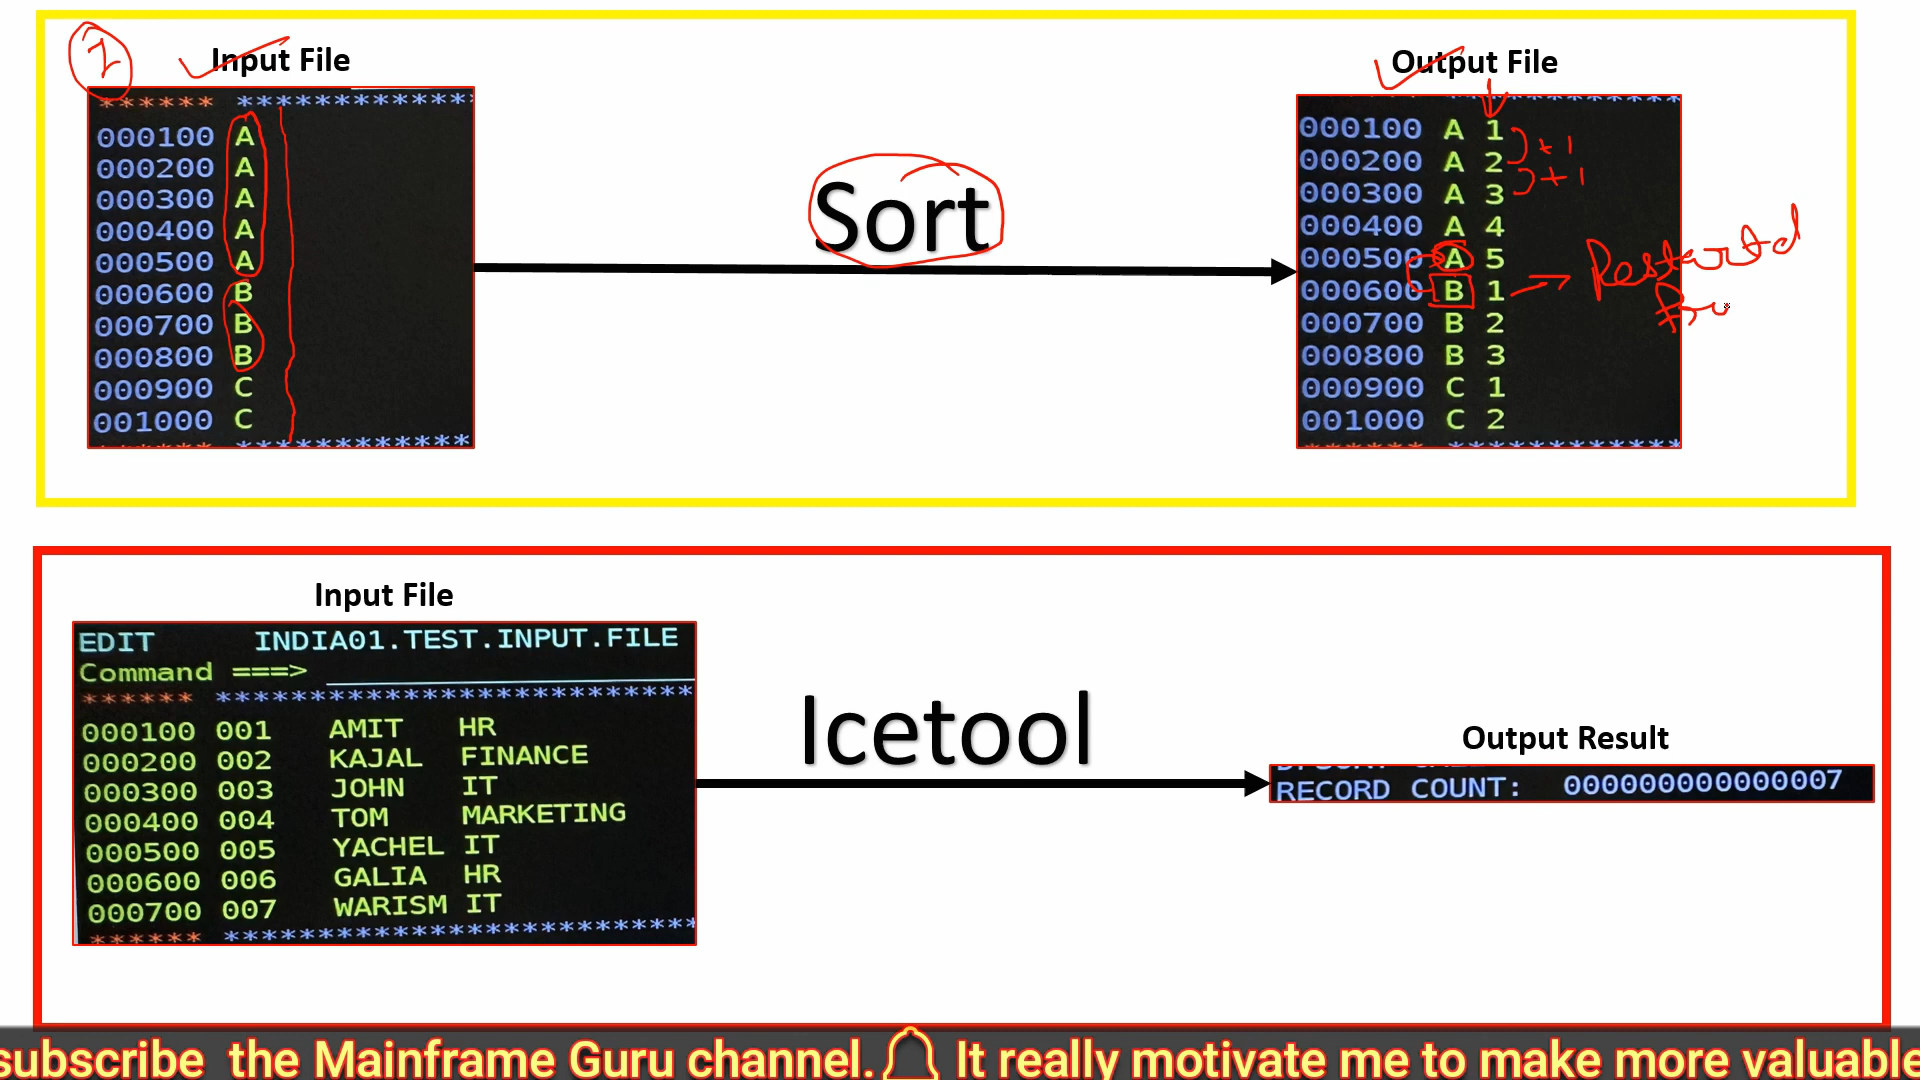 1
Input File
****** *************
000100 A
000200 A
000300 A
000400 A
000500 A
000600 B
000700 B
000800 B
000900 C
001000 C
Sort
Output File
000100 A 1
000200 A 2
000300 A 3
000400 A 4
000500 A 5
000600 B 1
000700 B 2
000800 B 3
000900 C 1
001000 C 2
+1
+1
Restartd
Input File
EDIT INDIA01.TEST.INPUT.FILE
Command ===>
****** *************************
000100 001 AMIT HR
000200 002 KAJAL FINANCE
000300 003 JOHN IT
000400 004 TOM MARKETING
000500 005 YACHEL IT
000600 006 GALIA HR
000700 007 WARISM IT
****** *************************
Icetool
Output Result
RECORD COUNT: 000000000000007
subscribe the Mainframe Guru channel. It really motivate me to make more valuable